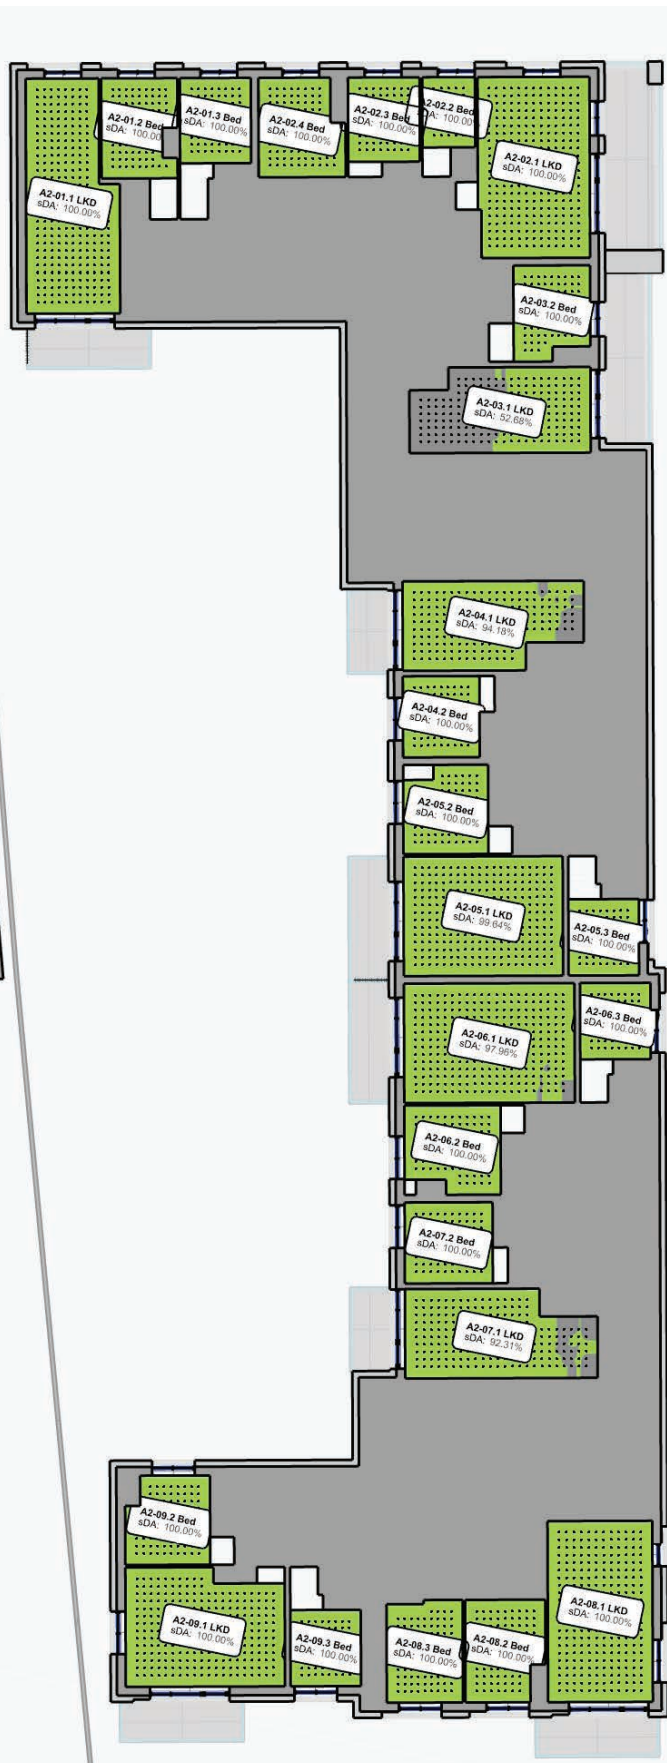 A2-01.2 Bed
sDA: 100.00%
A2-01.3 Bed
sDA: 100.00%
A2-02.4 Bed
sDA: 100.00%
A2-02.3 Bed
sDA: 100.00%
A2-02.2 Bed
sDA: 100.00%
A2-02.1 LKD
sDA: 100.00%
A2-01.1 LKD
sDA: 100.00%
A2-03.2 Bed
sDA: 100.00%
A2-03.1 LKD
sDA: 52.68%
A2-04.1 LKD
sDA: 94.18%
A2-04.2 Bed
sDA: 100.00%
A2-05.2 Bed
sDA: 100.00%
A2-05.1 LKD
sDA: 99.64%
A2-05.3 Bed
sDA: 100.00%
A2-06.3 Bed
sDA: 100.00%
A2-06.1 LKD
sDA: 97.96%
A2-06.2 Bed
sDA: 100.00%
A2-07.2 Bed
sDA: 100.00%
A2-07.1 LKD
sDA: 92.31%
A2-09.2 Bed
sDA: 100.00%
A2-08.1 LKD
sDA: 100.00%
A2-09.1 LKD
sDA: 100.00%
A2-09.3 Bed
sDA: 100.00%
A2-08.3 Bed
sDA: 100.00%
A2-08.2 Bed
sDA: 100.00%